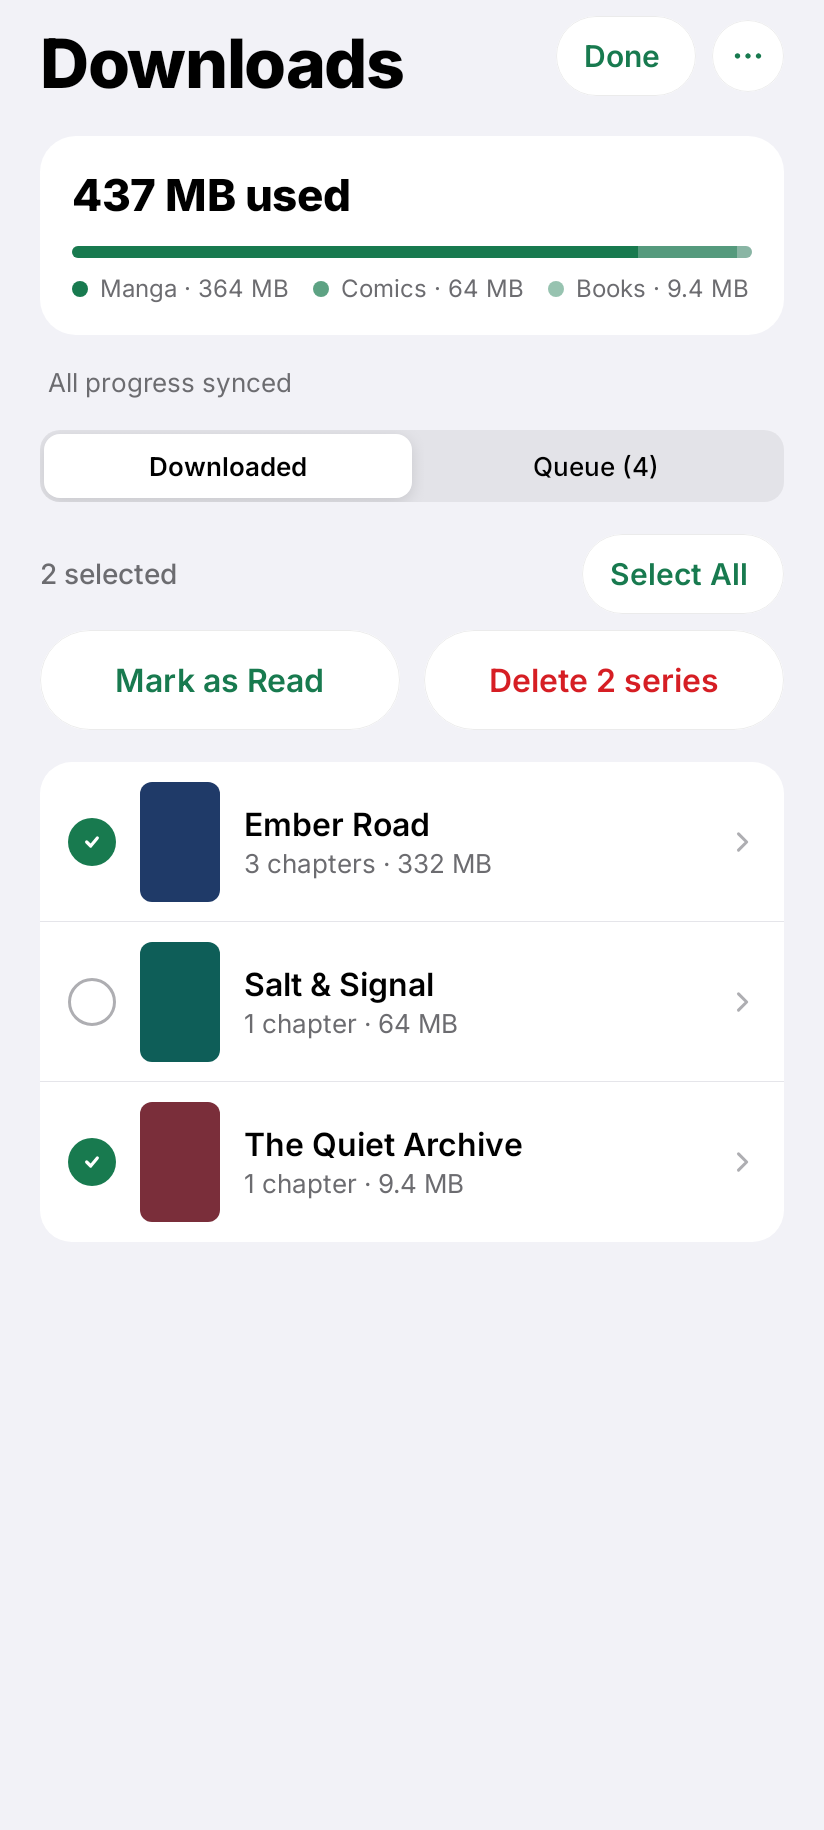 Downloads
Done
437 MB used
Manga · 364 MB
Comics · 64 MB
Books · 9.4 MB
All progress synced
Downloaded
Queue (4)
2 selected
Select All
Mark as Read
Delete 2 series
Ember Road
3 chapters · 332 MB
Salt & Signal
1 chapter · 64 MB
The Quiet Archive
1 chapter · 9.4 MB